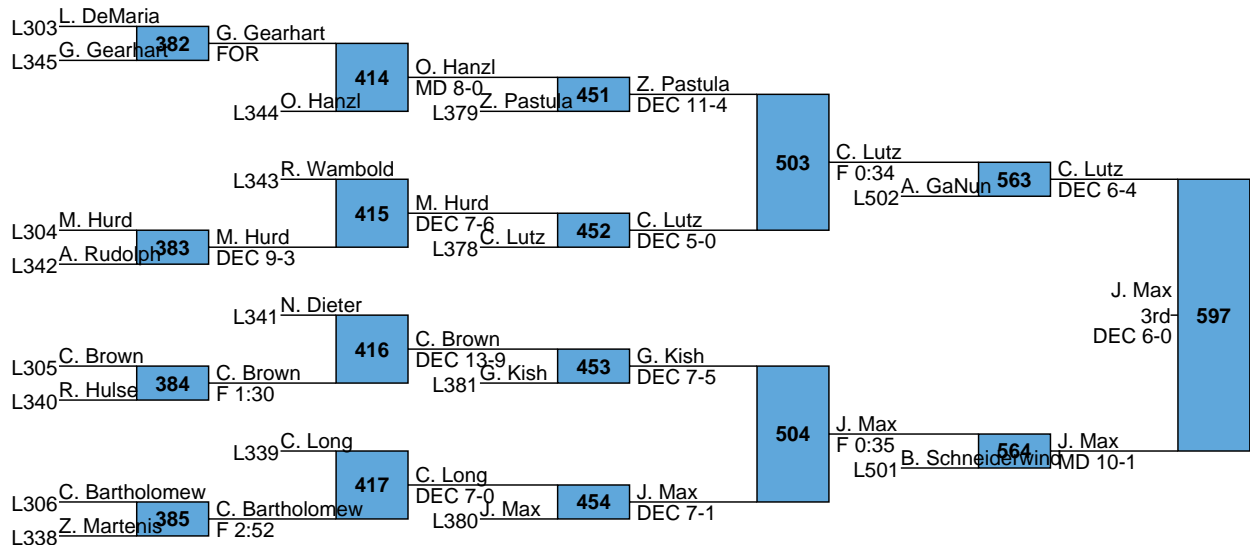 L303 L. DeMaria
382
G. Gearhart
FOR
L345 G. Gearhart
414
O. Hanzl
MD 8-0
L344 O. Hanzl
L379 Z. Pastula
451
Z. Pastula
DEC 11-4
503
C. Lutz
F 0:34
L343 R. Wambold
415
M. Hurd
DEC 7-6
L304 M. Hurd
383
M. Hurd
DEC 9-3
L342 A. Rudolph
L378 C. Lutz
452
C. Lutz
DEC 5-0
L502 A. GaNun
563
C. Lutz
DEC 6-4
L341 N. Dieter
416
C. Brown
DEC 13-9
L305 C. Brown
384
C. Brown
F 1:30
L340 R. Hulse
L381 G. Kish
453
G. Kish
DEC 7-5
504
J. Max
F 0:35
L339 C. Long
417
C. Long
DEC 7-0
L306 C. Bartholomew
385
C. Bartholomew
F 2:52
L338 Z. Martenis
L380 J. Max
454
J. Max
DEC 7-1
L501 B. Schneiderwind
564
J. Max
MD 10-1
J. Max
3rd
DEC 6-0
597